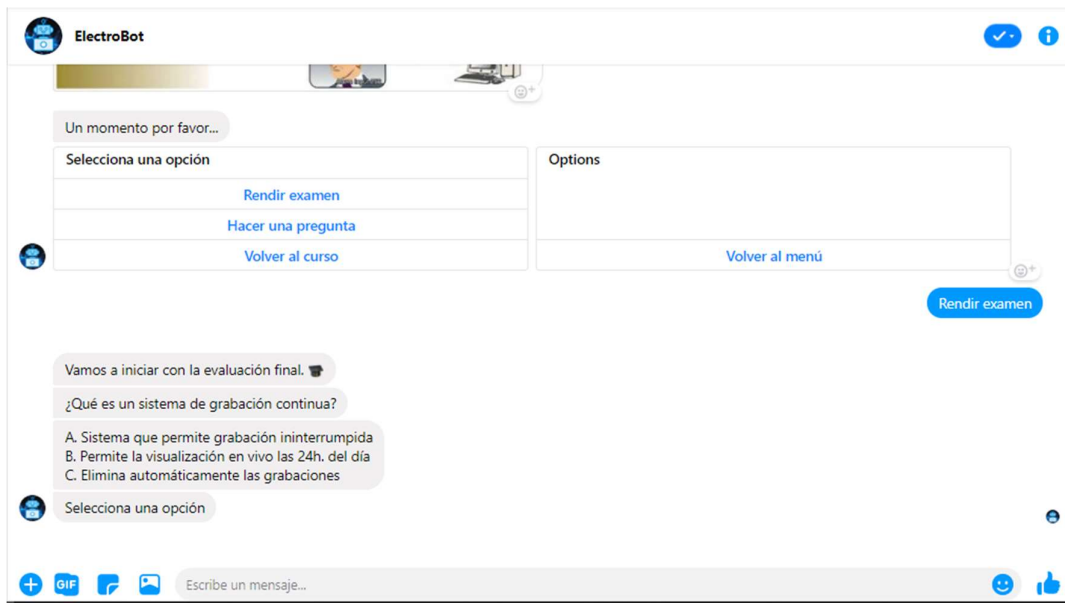 ElectroBot
Un momento por favor...
Selecciona una opción
Rendir examen
Hacer una pregunta
Volver al curso
Options
Volver al menú
Rendir examen
Vamos a iniciar con la evaluación final.
¿Qué es un sistema de grabación continua?
A. Sistema que permite grabación ininterrumpida
B. Permite la visualización en vivo las 24h. del día
C. Elimina automáticamente las grabaciones
Selecciona una opción
GIF
Escribe un mensaje...